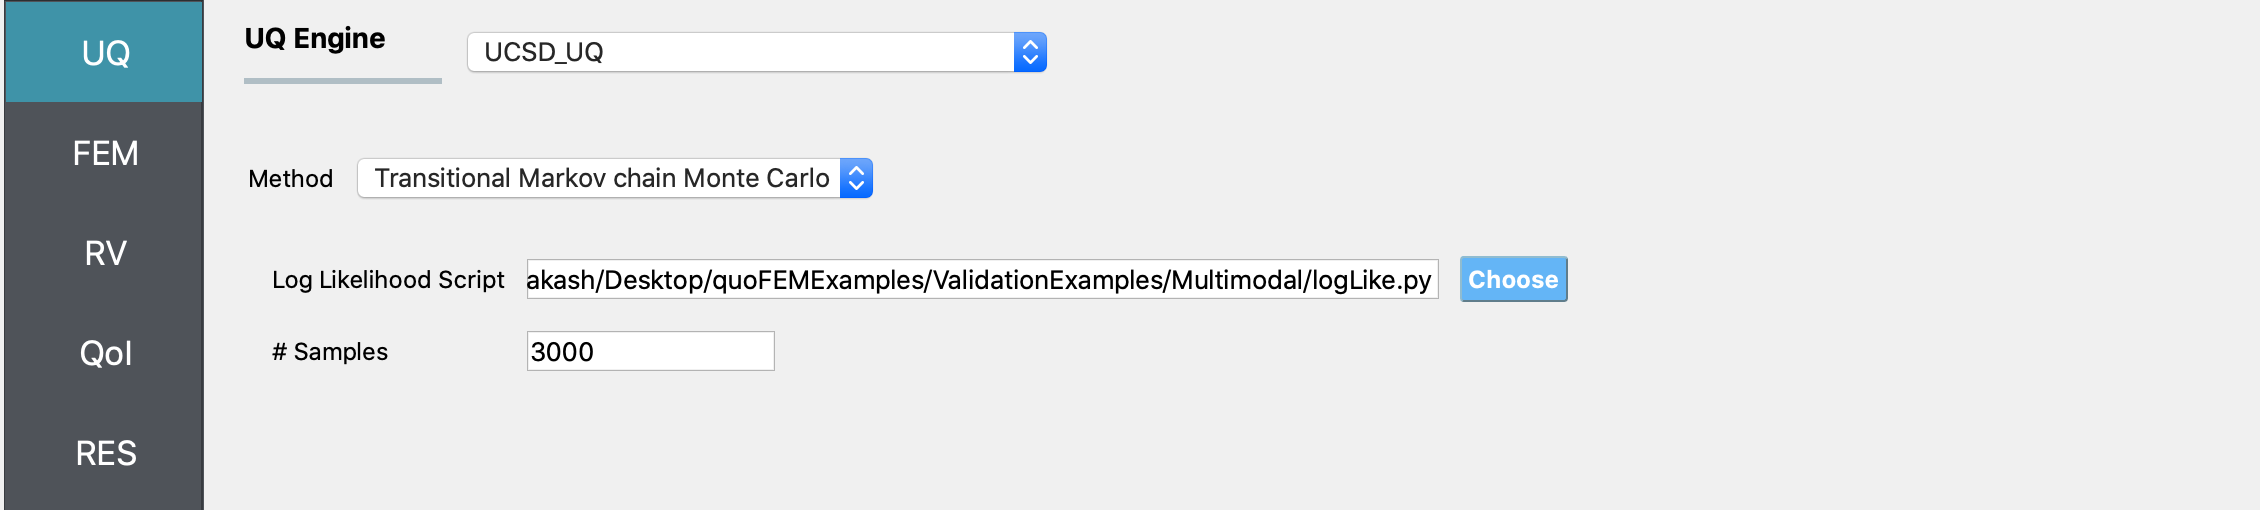 UQ
FEM
RV
QoI
RES
UQ Engine
UCSD_UQ
Method
Transitional Markov chain Monte Carlo
Log Likelihood Script
akash/Desktop/quoFEMExamples/ValidationExamples/Multimodal/logLike.py
Choose
# Samples
3000